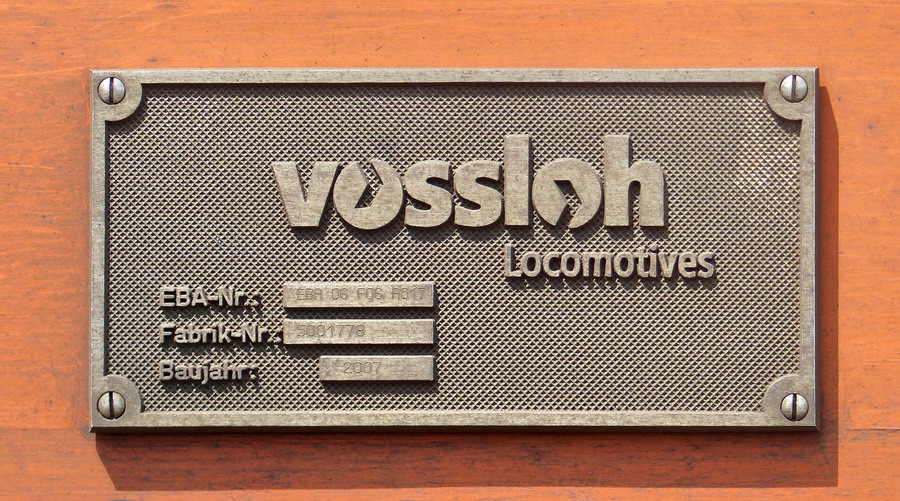 vossloh
Locomotives
EBA-Nr.: EBA 06 F06 A017
Fabrik-Nr.: 5001778
Baujahr: 2007